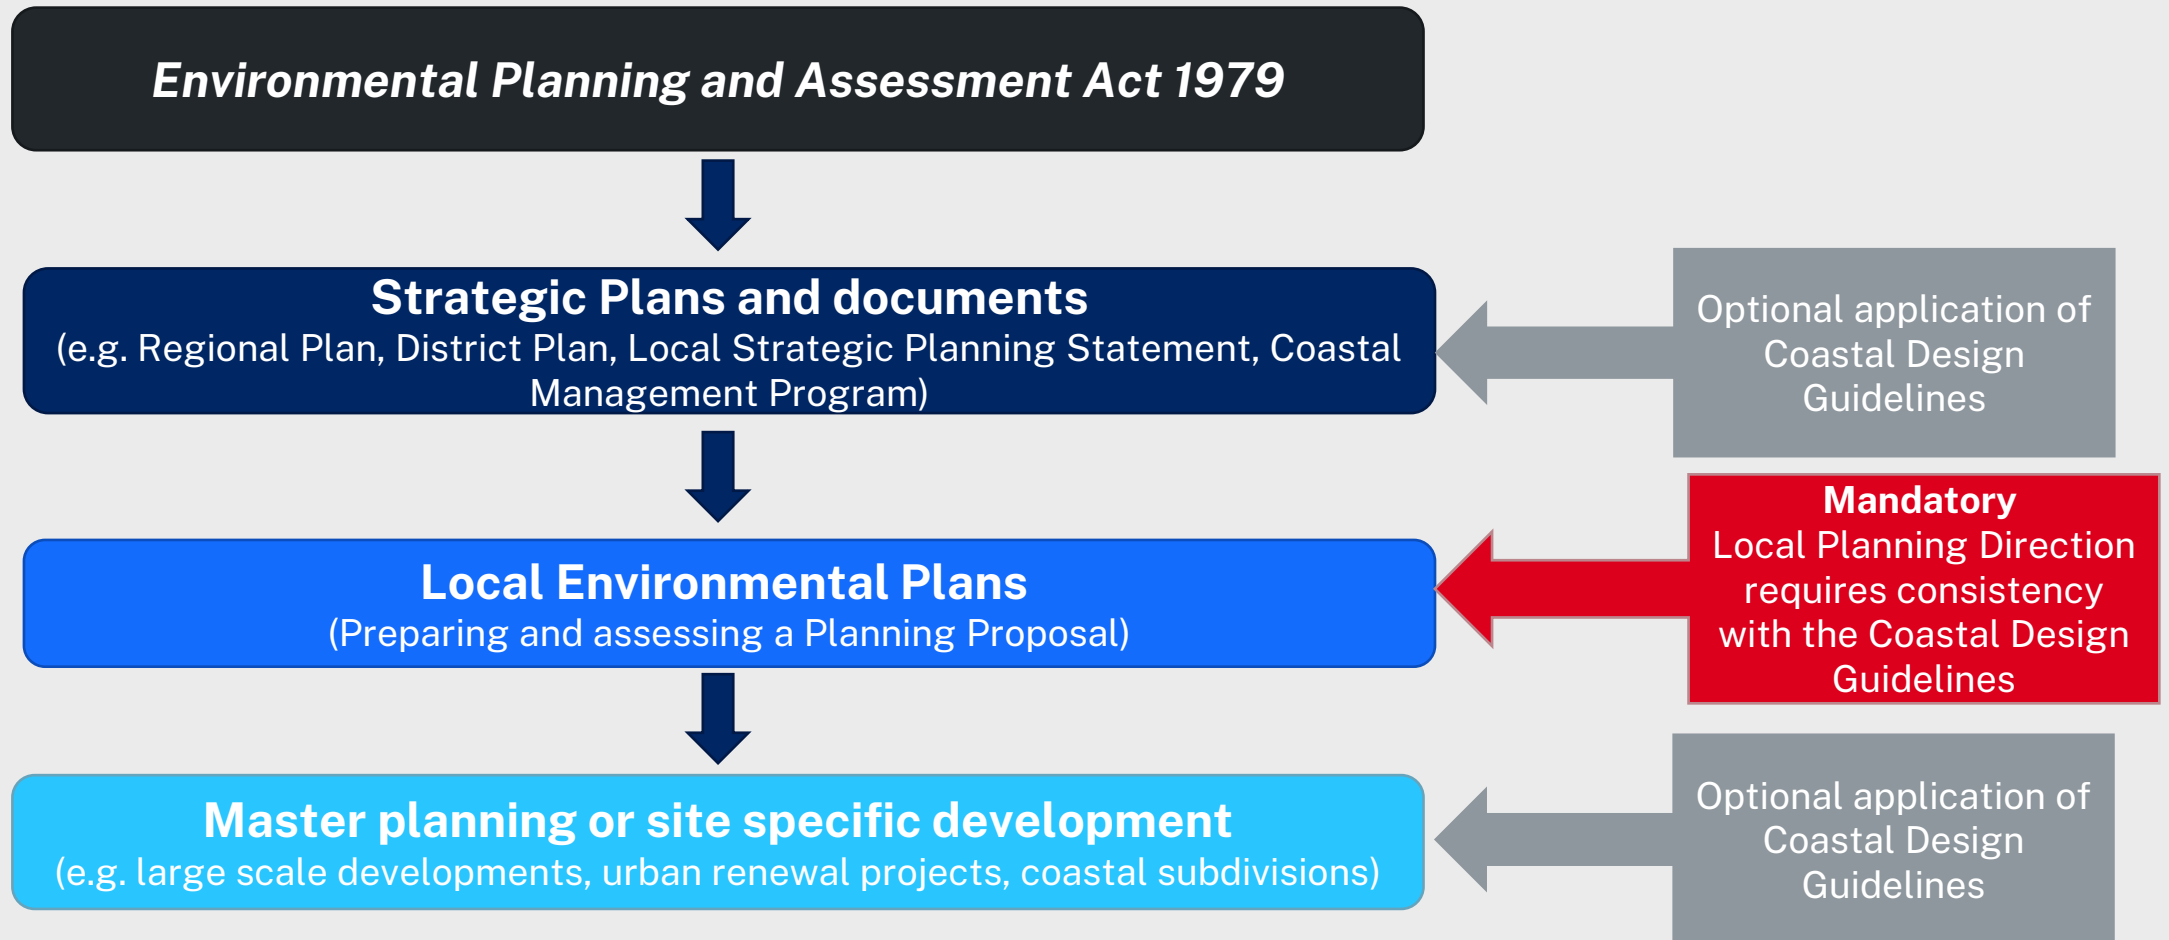 Environmental Planning and Assessment Act 1979
Strategic Plans and documents
(e.g. Regional Plan, District Plan, Local Strategic Planning Statement, Coastal
Management Program)
Optional application of
Coastal Design
Guidelines
Local Environmental Plans
(Preparing and assessing a Planning Proposal)
Mandatory
Local Planning Direction
requires consistency
with the Coastal Design
Guidelines
Master planning or site specific development
(e.g. large scale developments, urban renewal projects, coastal subdivisions)
Optional application of
Coastal Design
Guidelines